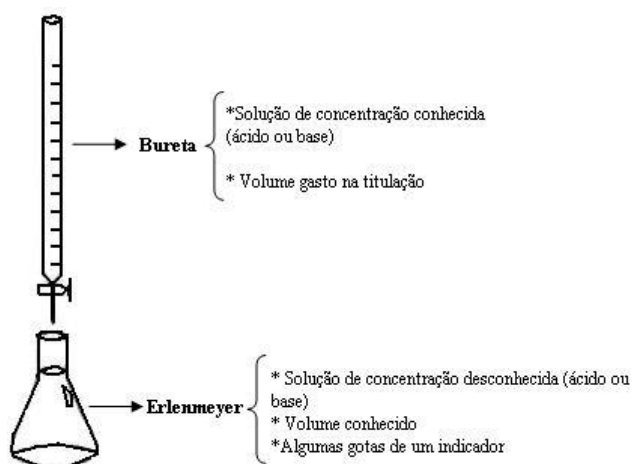 *Solução de concentração conhecida
(ácido ou base)
Bureta
* Volume gasto na titulação
* Solução de concentração desconhecida (ácido ou
base)
Erlenmeyer
* Volume conhecido
*Algumas gotas de um indicador